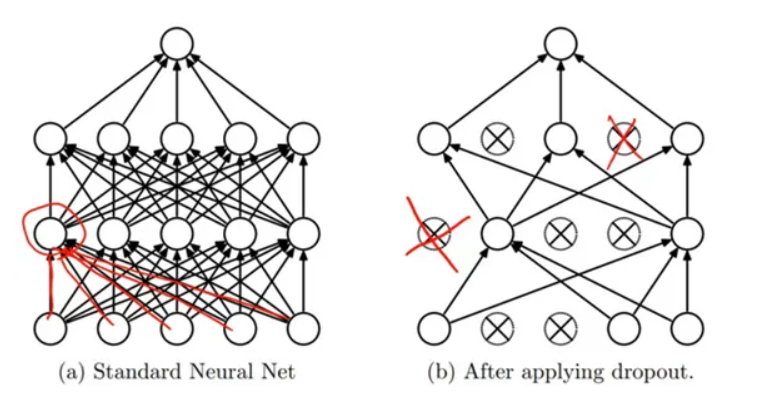 (a) Standard Neural Net
(b) After applying dropout.